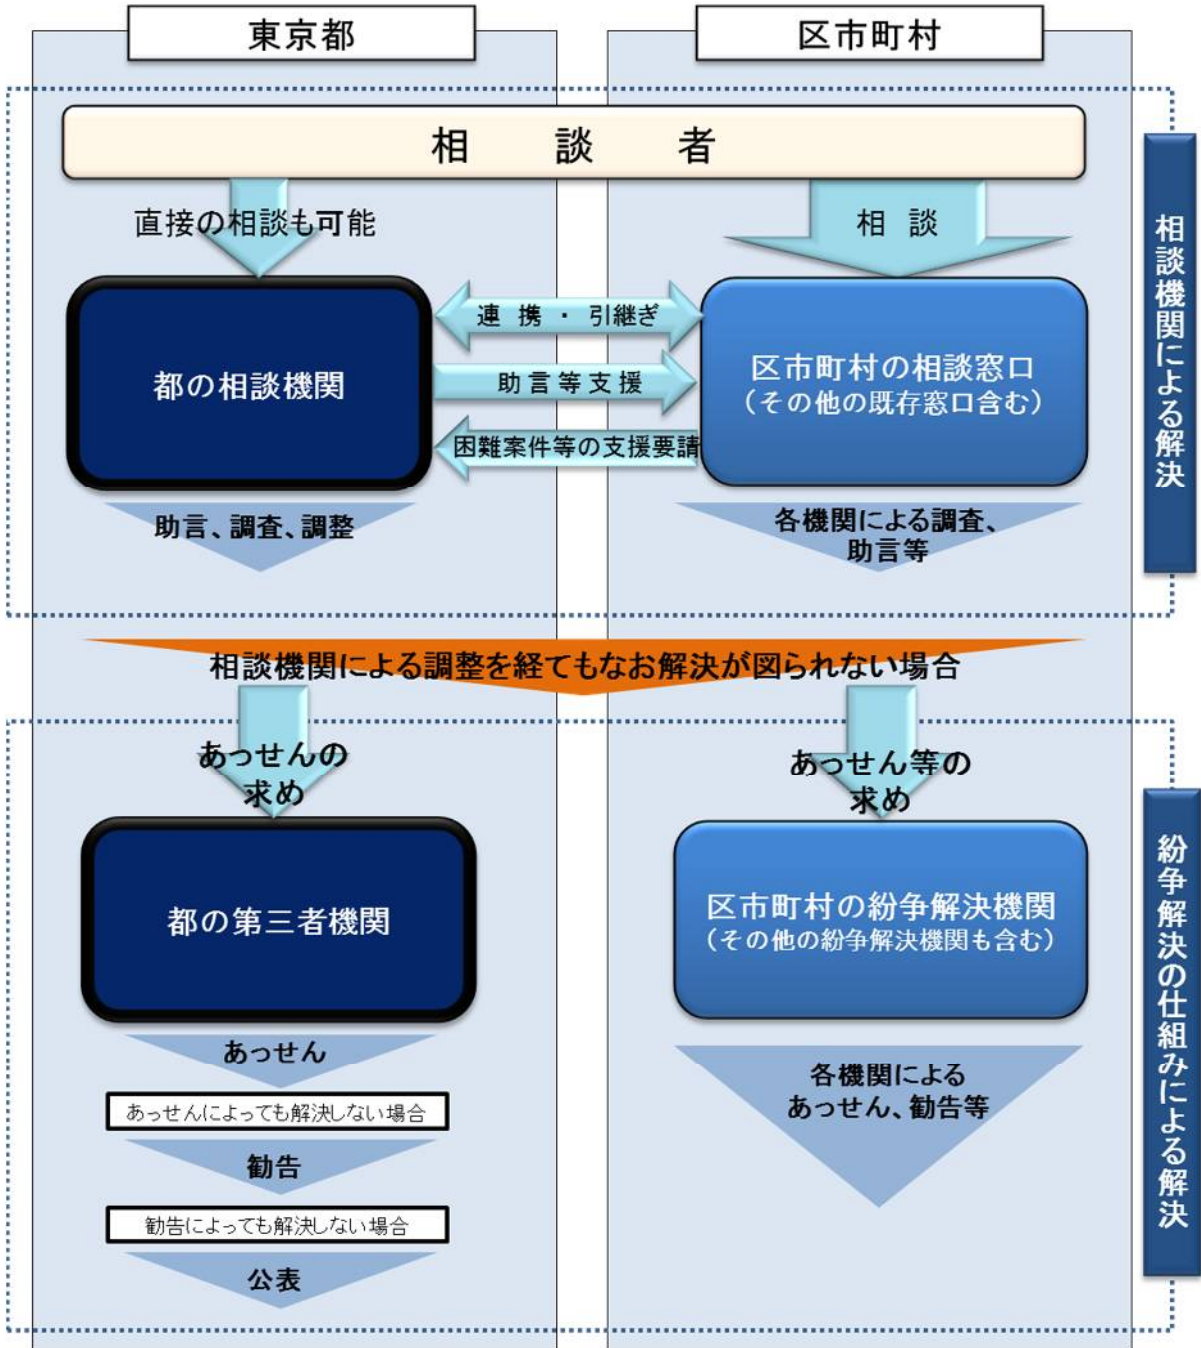 東京都
区市町村
相談者
直接の相談も可能
相談
都の相談機関
連携・引継ぎ
助言等支援
困難案件等の支援要請
区市町村の相談窓口
（その他の既存窓口含む）
助言、調査、調整
各機関による調査、
助言等
相談機関による解決
相談機関による調整を経てもなお解決が図られない場合
あっせんの
求め
あっせん等の
求め
都の第三者機関
区市町村の紛争解決機関
（その他の紛争解決機関も含む）
あっせん
あっせんによっても解決しない場合
勧告
勧告によっても解決しない場合
公表
各機関による
あっせん、勧告等
紛争解決の仕組みによる解決